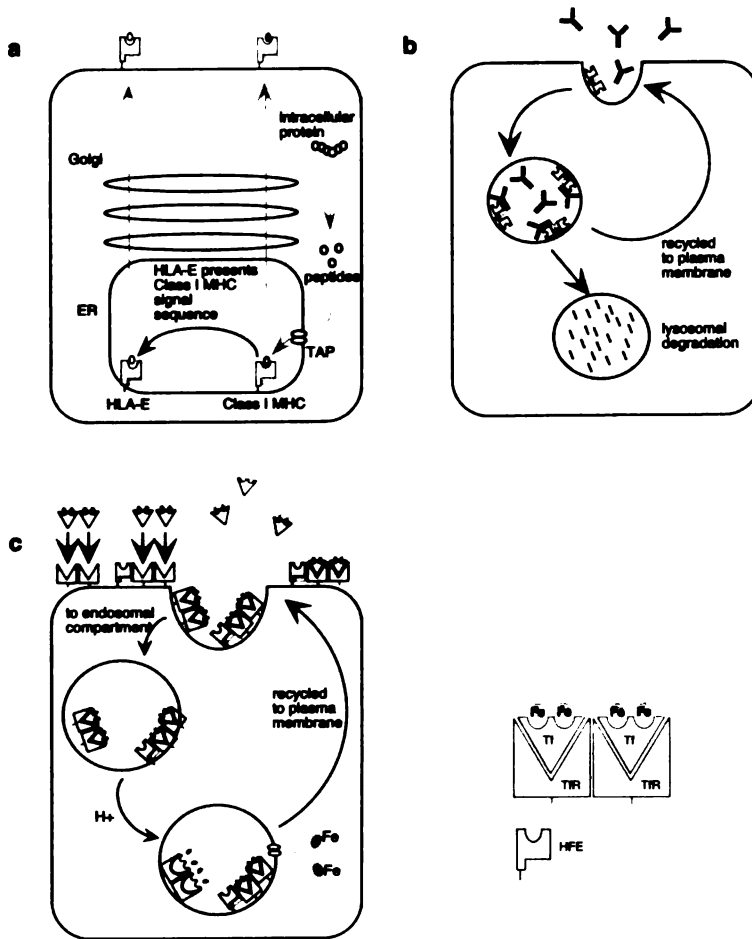 a
intracellular
protein
Golgi
peptides
HLA-E presents
Class I MHC
signal
sequence
ER
TAP
HLA-E
Class I MHC
b
recycled
to plasma
membrane
lysosomal
degradation
c
to endosomal
compartment
recycled
to plasma
membrane
H+
Fe
Fe
Fe Fe Fe Fe
Tf Tf
TfR TfR
HFE